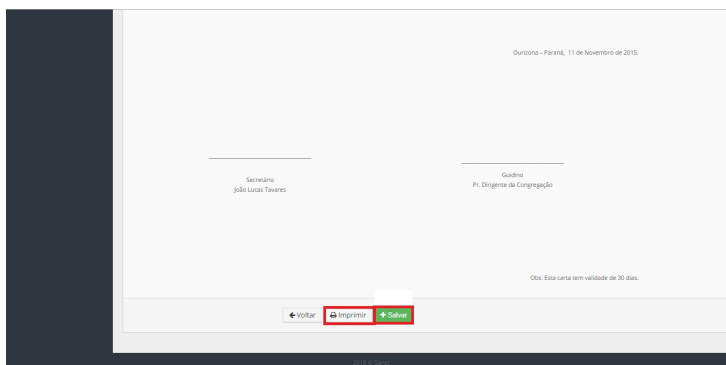 Ourizona – Paraná, 11 de Novembro de 2015.
Secretário
João Lucas Tavares
Guidino
Pr. Dirigente da Congregação
Obs: Esta carta tem validade de 30 dias.
Voltar
Imprimir
+ Salvar